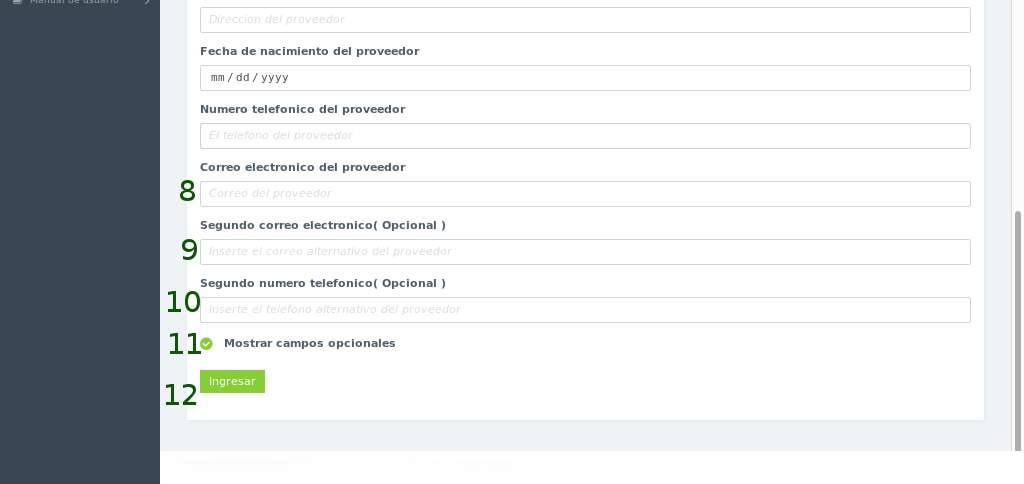 Manual de usuario
Direccion del proveedor
Fecha de nacimiento del proveedor
mm/dd/yyyy
Numero telefonico del proveedor
El telefono del proveedor
Correo electronico del proveedor
8 Correo del proveedor
Segundo correo electronico( Opcional )
9 Inserte el correo alternativo del proveedor
Segundo numero telefonico( Opcional )
10 Inserte el telefono alternativo del proveedor
11 Mostrar campos opcionales
Ingresar
12